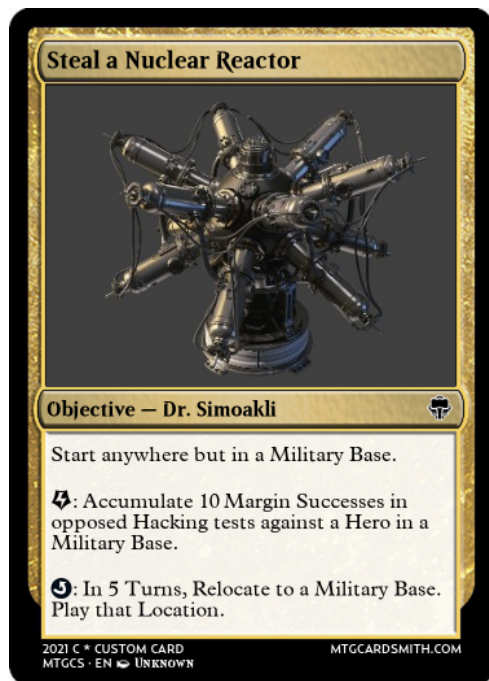 Steal a Nuclear Reactor
Objective — Dr. Simoakli
Start anywhere but in a Military Base.
: Accumulate 10 Margin Successes in
opposed Hacking tests against a Hero in a
Military Base.
: In 5 Turns, Relocate to a Military Base.
Play that Location.
2021 C * CUSTOM CARD
MTGCARDSMITH.COM
MTGCS · EN UNKNOWN